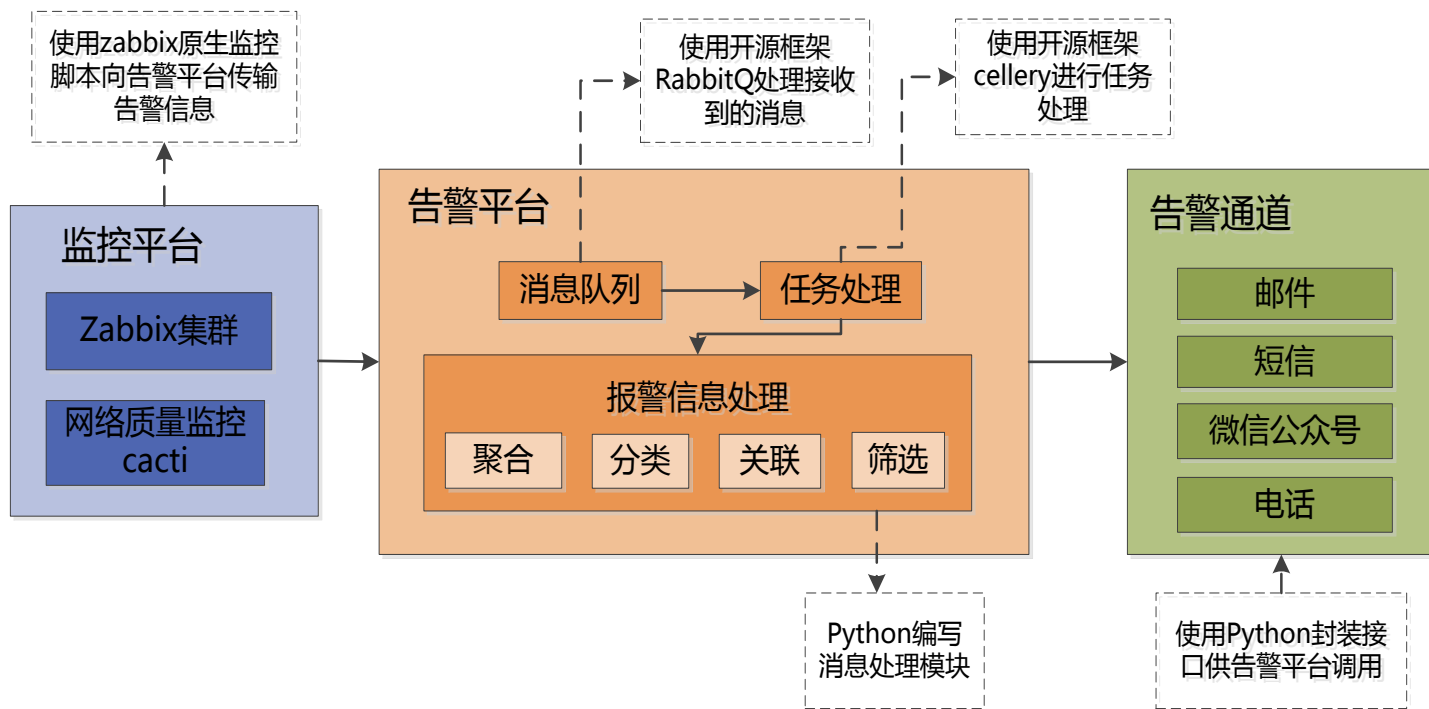 使用zabbix原生监控
脚本向告警平台传输
告警信息
使用开源框架
RabbitQ处理接收
到的消息
使用开源框架
cellery进行任务
处理
监控平台
Zabbix集群
网络质量监控
cacti
告警平台
消息队列
任务处理
报警信息处理
聚合
分类
关联
筛选
告警通道
邮件
短信
微信公众号
电话
Python编写
消息处理模块
使用Python封装接
口供告警平台调用